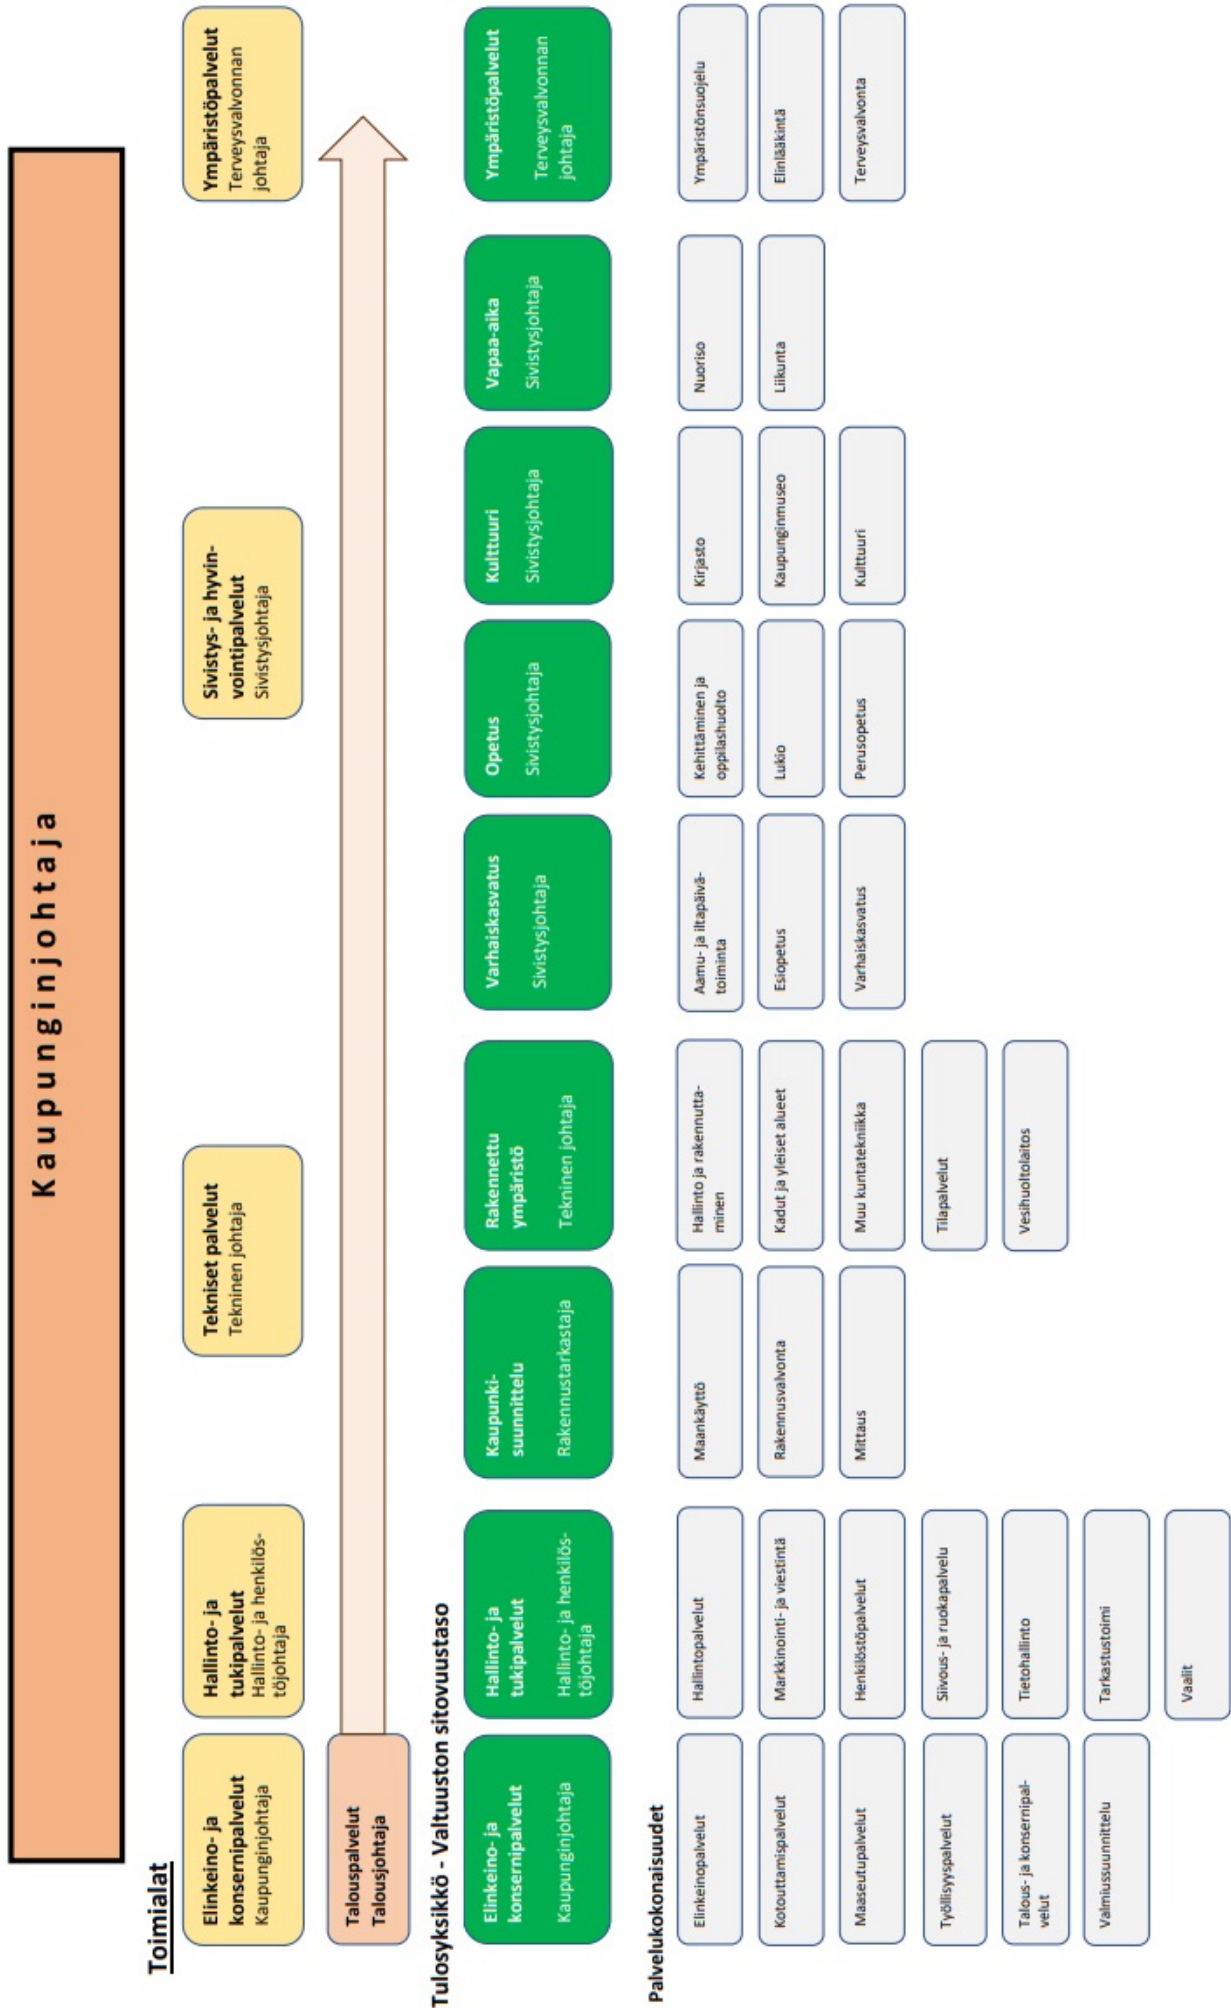 Kaupunginjohtaja
Toimialat
Elinkeino- ja
konsernipalvelut
Kaupunginjohtaja
Hallinto- ja
tukipalvelut
Hallinto- ja henkilös-
töjohtaja
Tekniset palvelut
Tekninen johtaja
Sivistys- ja hyvin-
vointipalvelut
Sivistysjohtaja
Ympäristöpalvelut
Terveysvalvonnan
johtaja
Talouspalvelut
Talousjohtaja
Tulosyksikkö - Valtuuston sitovuustaso
Elinkeino- ja
konsernipalvelut
Kaupunginjohtaja
Hallinto- ja
tukipalvelut
Hallinto- ja henkilös-
töjohtaja
Kaupunki-
suunnittelu
Rakennustarkastaja
Rakennettu
ympäristö
Tekninen johtaja
Varhaiskasvatus
Sivistysjohtaja
Opetus
Sivistysjohtaja
Kulttuuri
Sivistysjohtaja
Vapaa-aika
Sivistysjohtaja
Ympäristöpalvelut
Terveysvalvonnan
johtaja
Palvelukokonaisuudet
Elinkeinopalvelut
Kotouttamispalvelut
Maaseutupalvelut
Työllisyyspalvelut
Talous- ja konsernipal-
velut
Valmiussuunnittelu
Hallintopalvelut
Markkinointi- ja viestintä
Henkilöstöpalvelut
Siivous- ja ruokapalvelu
Tietohallinto
Tarkastustoimi
Vaalit
Maankäyttö
Rakennusvalvonta
Mittaus
Hallinto ja rakennutta-
minen
Kadut ja yleiset alueet
Muu kuntatekniikka
Tilapalvelut
Vesihuoltolaitos
Aamu- ja iltapäivä-
toiminta
Esiopetus
Varhaiskasvatus
Kehittäminen ja
oppilashuolto
Lukio
Perusopetus
Kirjasto
Kaupunginmuseo
Kulttuuri
Nuoriso
Liikunta
Ympäristönsuojelu
Elinlääkintä
Terveysvalvonta